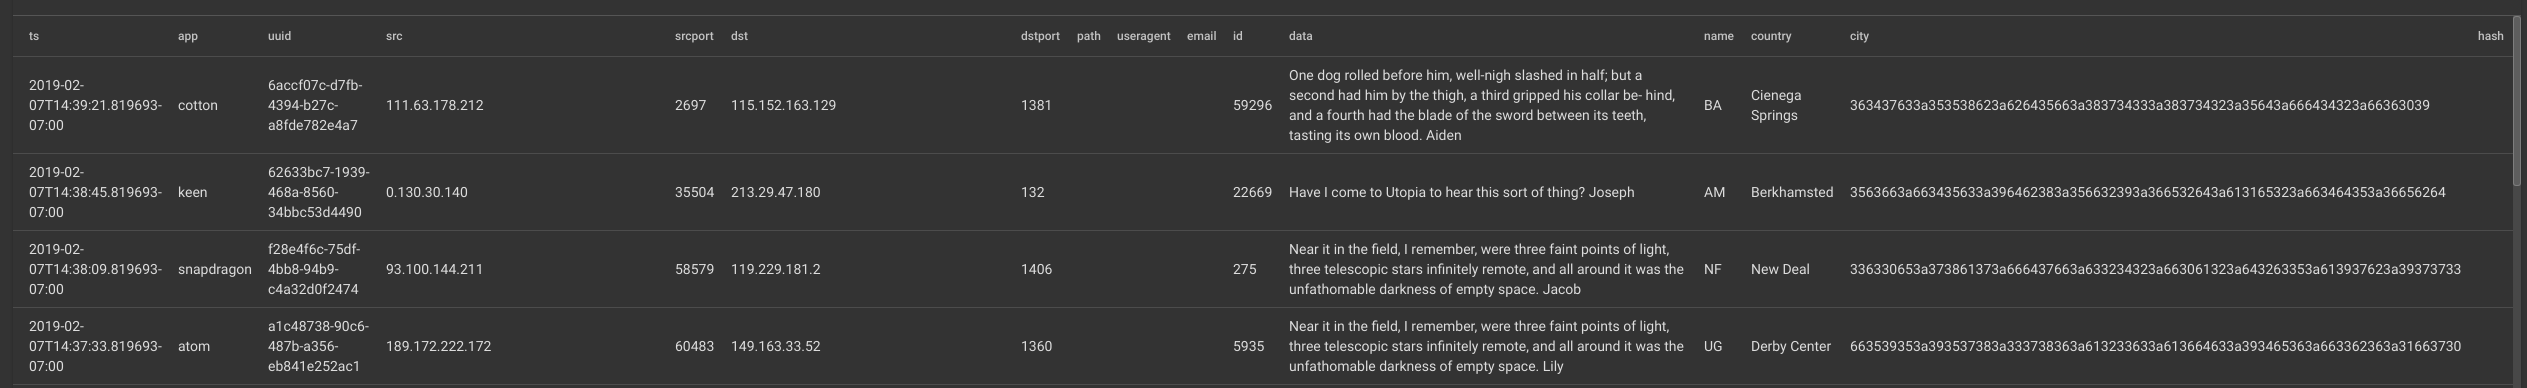 ts app uuid src srcport dst dstport path useragent email id data name country city hash
2019-02-
07T14:39:21.819693-
07:00
cotton
6accf07c-d7fb-
4394-b27c-
a8fde782e4a7
111.63.178.212
2697
115.152.163.129
1381
59296
One dog rolled before him, well-nigh slashed in half; but a
second had him by the thigh, a third gripped his collar be- hind,
and a fourth had the blade of the sword between its teeth,
tasting its own blood. Aiden
BA
Cienega
Springs
363437633a353538623a626435663a383734333a383734323a35643a666434323a66363039
2019-02-
07T14:38:45.819693-
07:00
keen
62633bc7-1939-
468a-8560-
34bbc53d4490
0.130.30.140
35504
213.29.47.180
132
22669
Have I come to Utopia to hear this sort of thing? Joseph
AM
Berkhamsted
3563663a663435633a396462383a356632393a366532643a613165323a663464353a36656264
2019-02-
07T14:38:09.819693-
07:00
snapdragon
f28e4f6c-75df-
4bb8-94b9-
c4a32d0f2474
93.100.144.211
58579
119.229.181.2
1406
275
Near it in the field, I remember, were three faint points of light,
three telescopic stars infinitely remote, and all around it was the
unfathomable darkness of empty space. Jacob
NF
New Deal
336330653a373861373a666437663a633234323a663061323a643263353a613937623a39373733
2019-02-
07T14:37:33.819693-
07:00
atom
a1c48738-90c6-
487b-a356-
eb841e252ac1
189.172.222.172
60483
149.163.33.52
1360
5935
Near it in the field, I remember, were three faint points of light,
three telescopic stars infinitely remote, and all around it was the
unfathomable darkness of empty space. Lily
UG
Derby Center
663539353a393537383a333738363a613233633a613664633a393465363a663362363a31663730